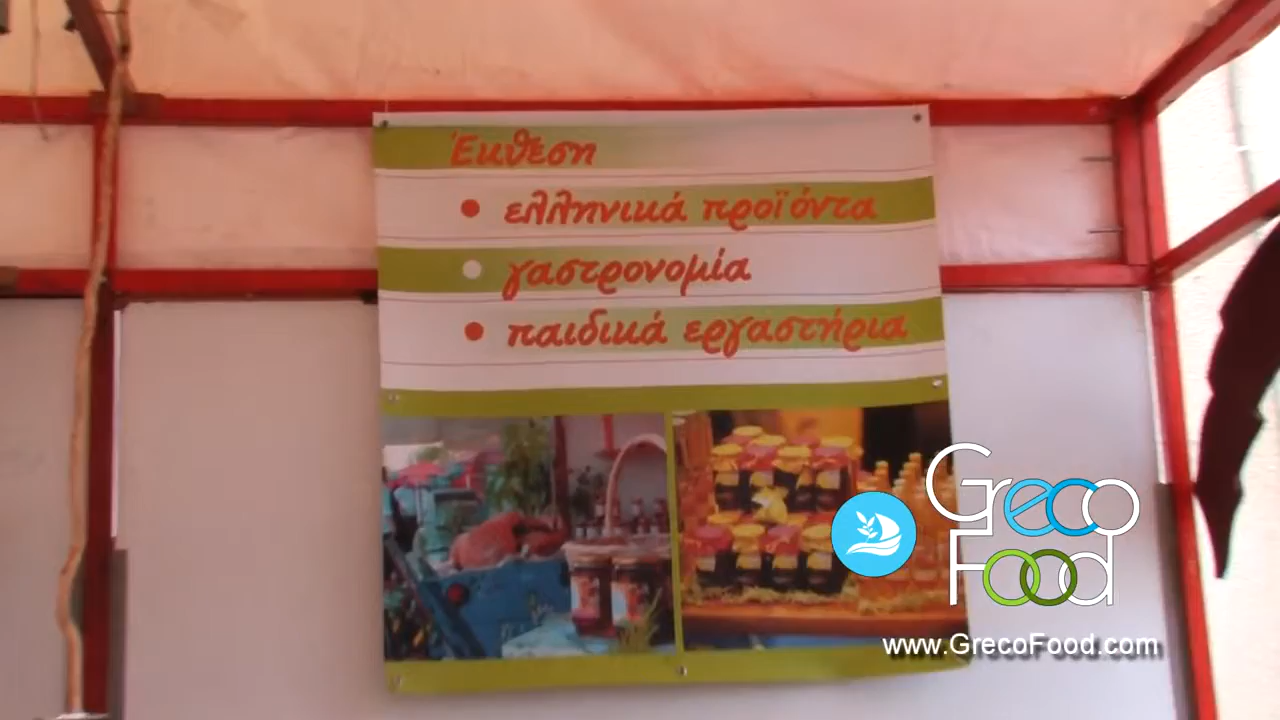 Έκθεση
• ελληνικά προϊόντα
• γαστρονομία
• παιδικά εργαστήρια
Greco
Food
www.GrecoFood.com